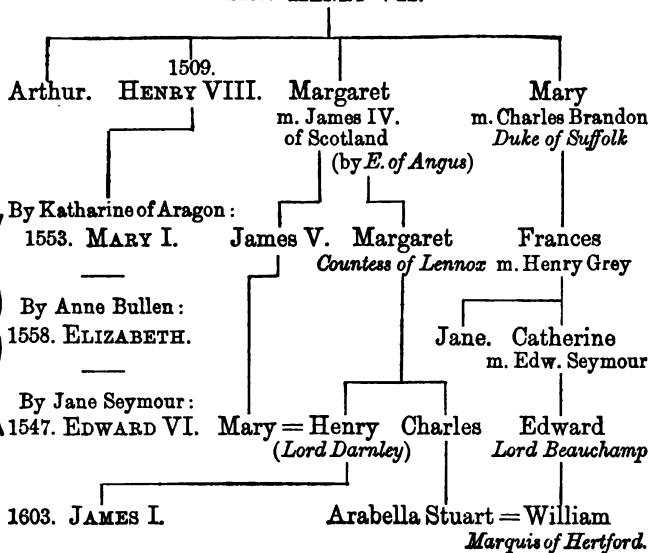 1509.
Arthur. HENRY VIII. Margaret Mary
m. James IV. m. Charles Brandon
of Scotland Duke of Suffolk
(by E. of Angus)
By Katharine of Aragon:
1553. MARY I. James V. Margaret Frances
Countess of Lennox m. Henry Grey
By Anne Bullen:
1558. ELIZABETH. Jane. Catherine
m. Edw. Seymour
By Jane Seymour:
1547. EDWARD VI. Mary = Henry Charles Edward
(Lord Darnley) Lord Beauchamp
1603. JAMES I. Arabella Stuart = William
Marquis of Hertford.